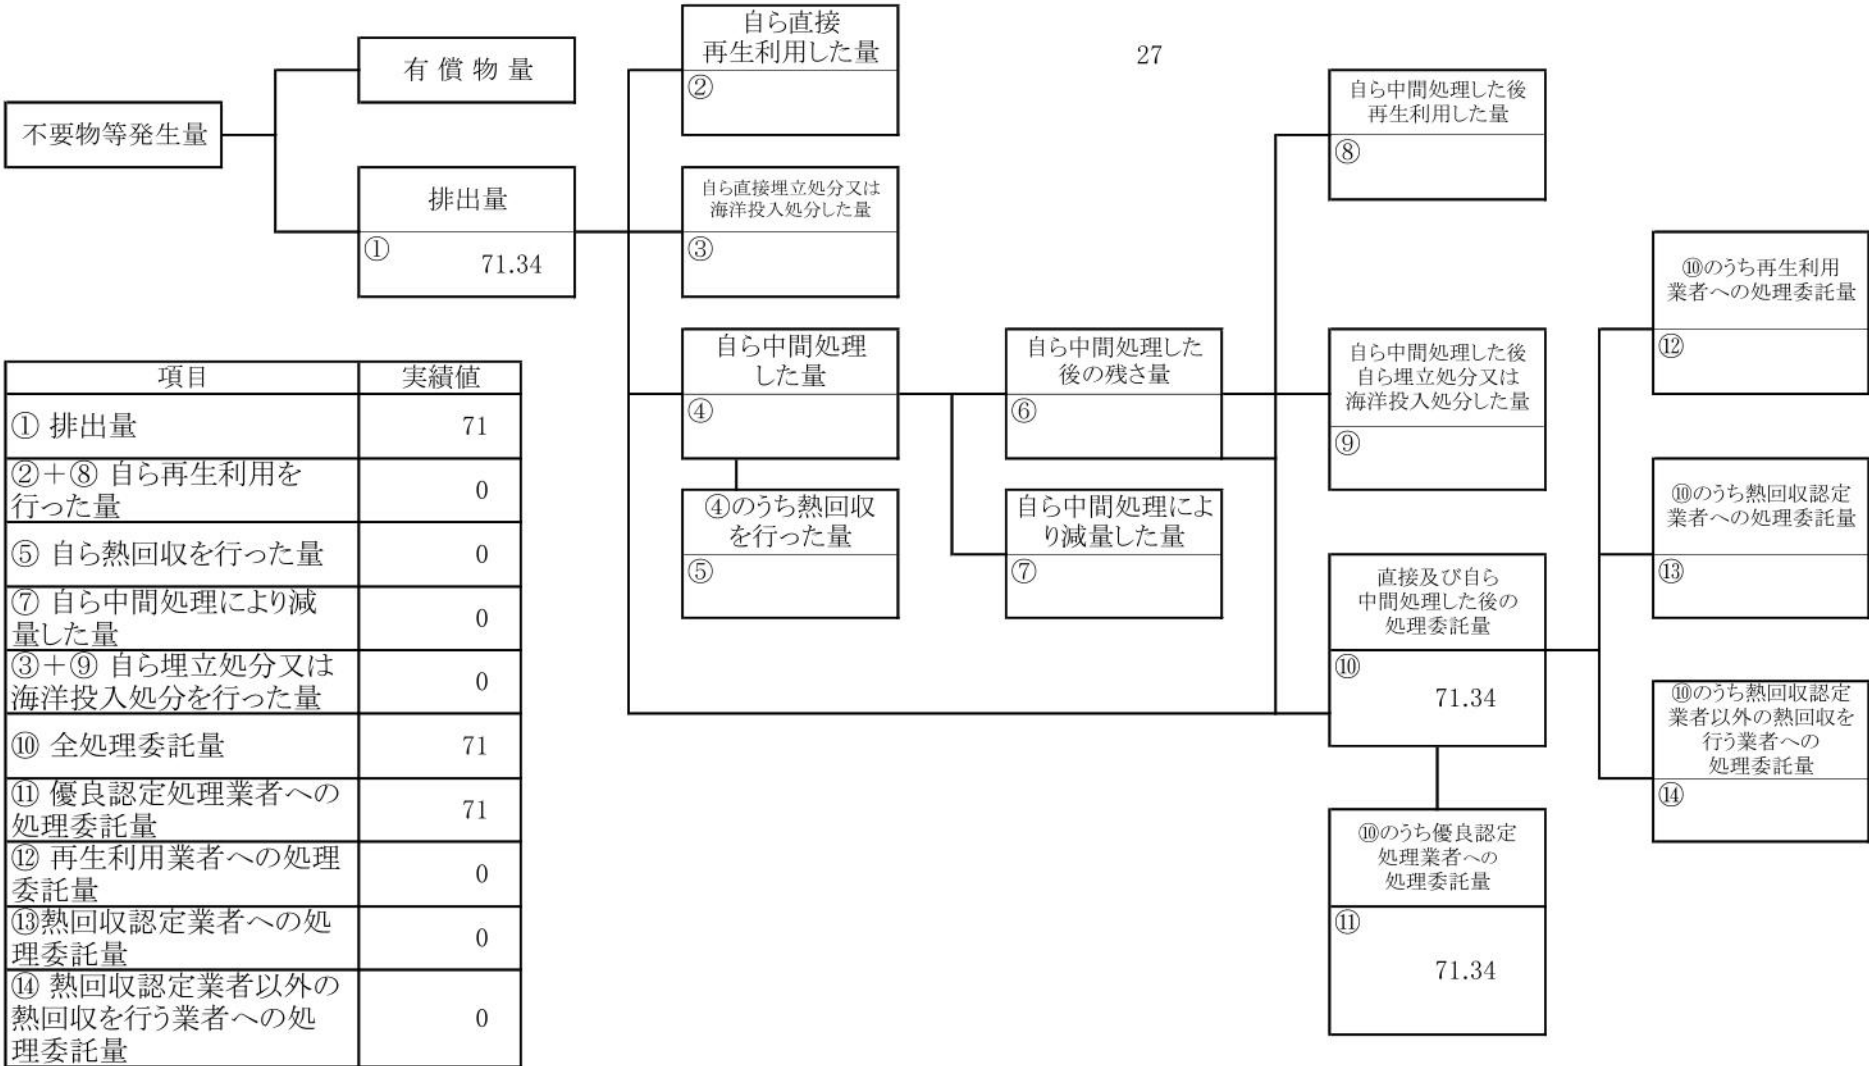 27
不要物等発生量
有償物量
排出量
①
71.34
自ら直接
再生利用した量
②
自ら直接埋立処分又は
海洋投入処分した量
③
自ら中間処理
した量
④
④のうち熱回収
を行った量
⑤
自ら中間処理した
後の残さ量
⑥
自ら中間処理によ
り減量した量
⑦
自ら中間処理した後
再生利用した量
⑧
自ら中間処理した後
自ら埋立処分又は
海洋投入処分した量
⑨
直接及び自ら
中間処理した後の
処理委託量
⑩
71.34
⑩のうち優良認定
処理業者への
処理委託量
⑪
71.34
⑩のうち再生利用
業者への処理委託量
⑫
⑩のうち熱回収認定
業者への処理委託量
⑬
⑩のうち熱回収認定
業者以外の熱回収を
行う業者への
処理委託量
⑭
項目 実績値
① 排出量 71
②+⑧ 自ら再生利用を
行った量 0
⑤ 自ら熱回収を行った量 0
⑦ 自ら中間処理により減
量した量 0
③+⑨ 自ら埋立処分又は
海洋投入処分を行った量 0
⑩ 全処理委託量 71
⑪ 優良認定処理業者への
処理委託量 71
⑫ 再生利用業者への処理
委託量 0
⑬熱回収認定業者への処
理委託量 0
⑭ 熱回収認定業者以外の
熱回収を行う業者への処
理委託量 0